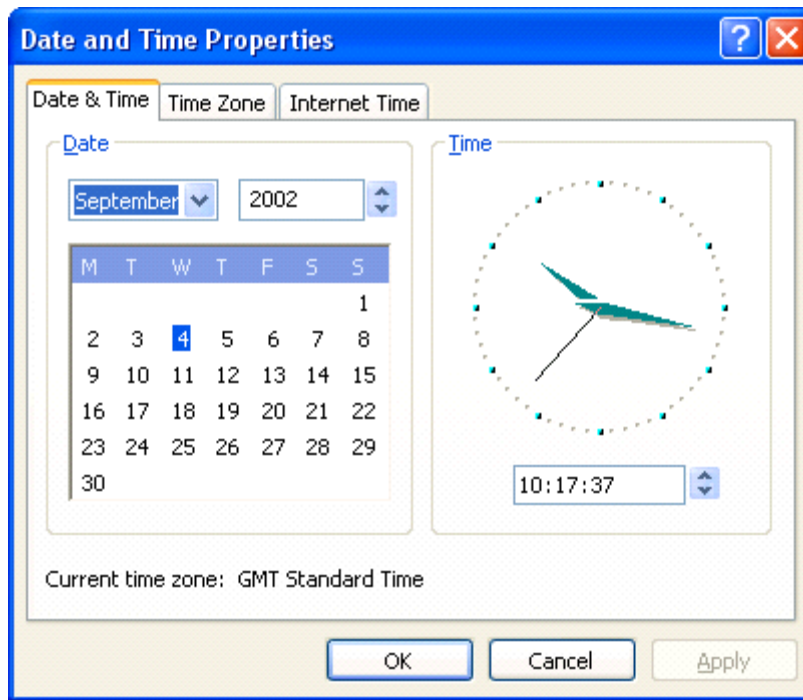 Date and Time Properties
Date & Time Time Zone Internet Time
Date
September 2002
M T W T F S S
1
2 3 4 5 6 7 8
9 10 11 12 13 14 15
16 17 18 19 20 21 22
23 24 25 26 27 28 29
30
Time
10:17:37
Current time zone: GMT Standard Time
OK Cancel Apply